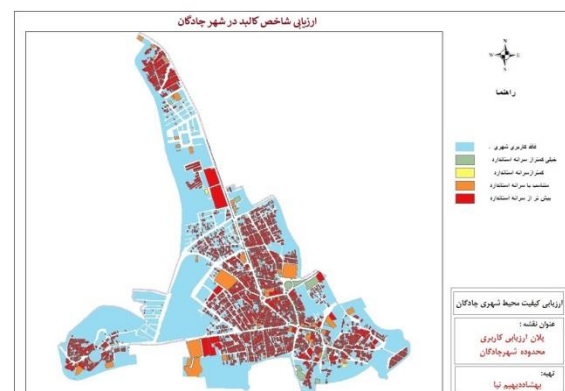 ارزیابی شاخص کالبد در شهر چادگان
N
W
E
S
راهنما
فاقد کاربری شهری .
خیلی کمتر از سرانه استاندارد
کمتر از سرانه استاندارد
متناسب با سرانه استاندارد
بیش تر از سرانه استاندارد
ارزیابی کیفیت محیط شهری چادگان
عنوان نقشه :
پلان ارزیابی کاربری
محدوده شهرچادگان
تهیه: